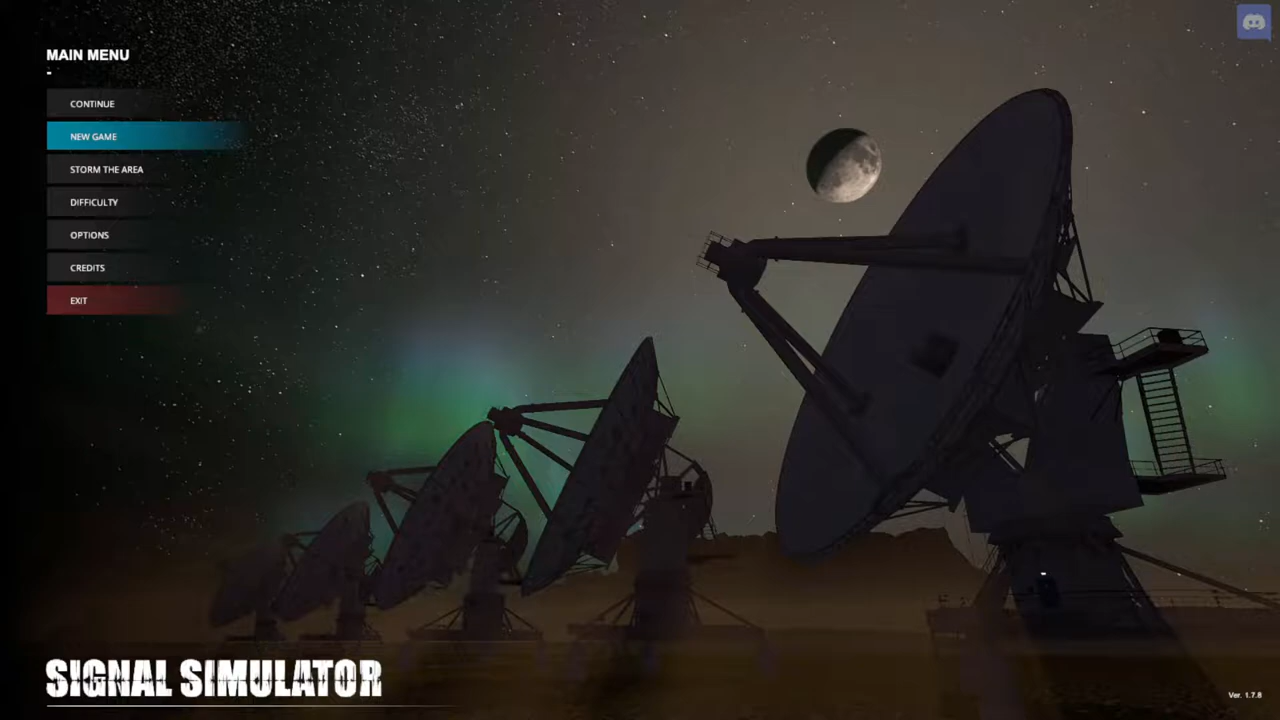 MAIN MENU
CONTINUE
NEW GAME
STORM THE AREA
DIFFICULTY
OPTIONS
CREDITS
EXIT
SIGNAL SIMULATOR
Ver. 1.7.8